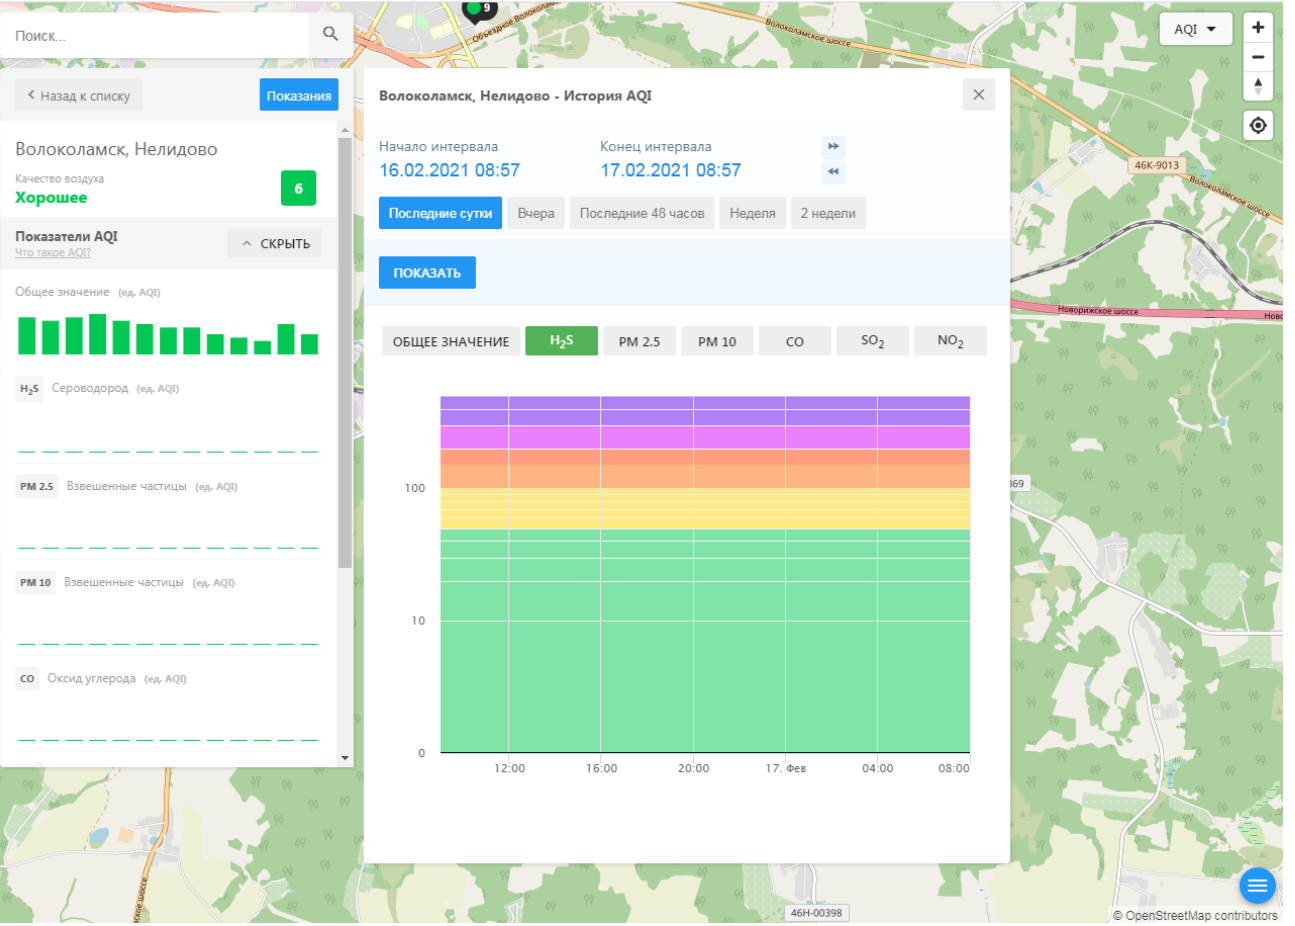 9
Объездное Волоколамск
Волоколамское шоссе
Поиск...
AQI
+
−
Назад к списку
Показания
Волоколамск, Нелидово
Качество воздуха
Хорошее
6
Показатели AQI
Что такое AQI?
СКРЫТЬ
Общее значение (ед. AQI)
H₂S Сероводород (ед. AQI)
PM 2.5 Взвешенные частицы (ед. AQI)
PM 10 Взвешенные частицы (ед. AQI)
CO Оксид углерода (ед. AQI)
Волоколамск, Нелидово - История AQI
Начало интервала
Конец интервала
16.02.2021 08:57
17.02.2021 08:57
Последние сутки
Вчера
Последние 48 часов
Неделя
2 недели
ПОКАЗАТЬ
ОБЩЕЕ ЗНАЧЕНИЕ
H₂S
PM 2.5
PM 10
CO
SO₂
NO₂
100
10
0
12:00
16:00
20:00
17. Фев
04:00
08:00
46К-9013
Волоколамское шоссе
Новорижское шоссе
Ново
369
46Н-00398
© OpenStreetMap contributors